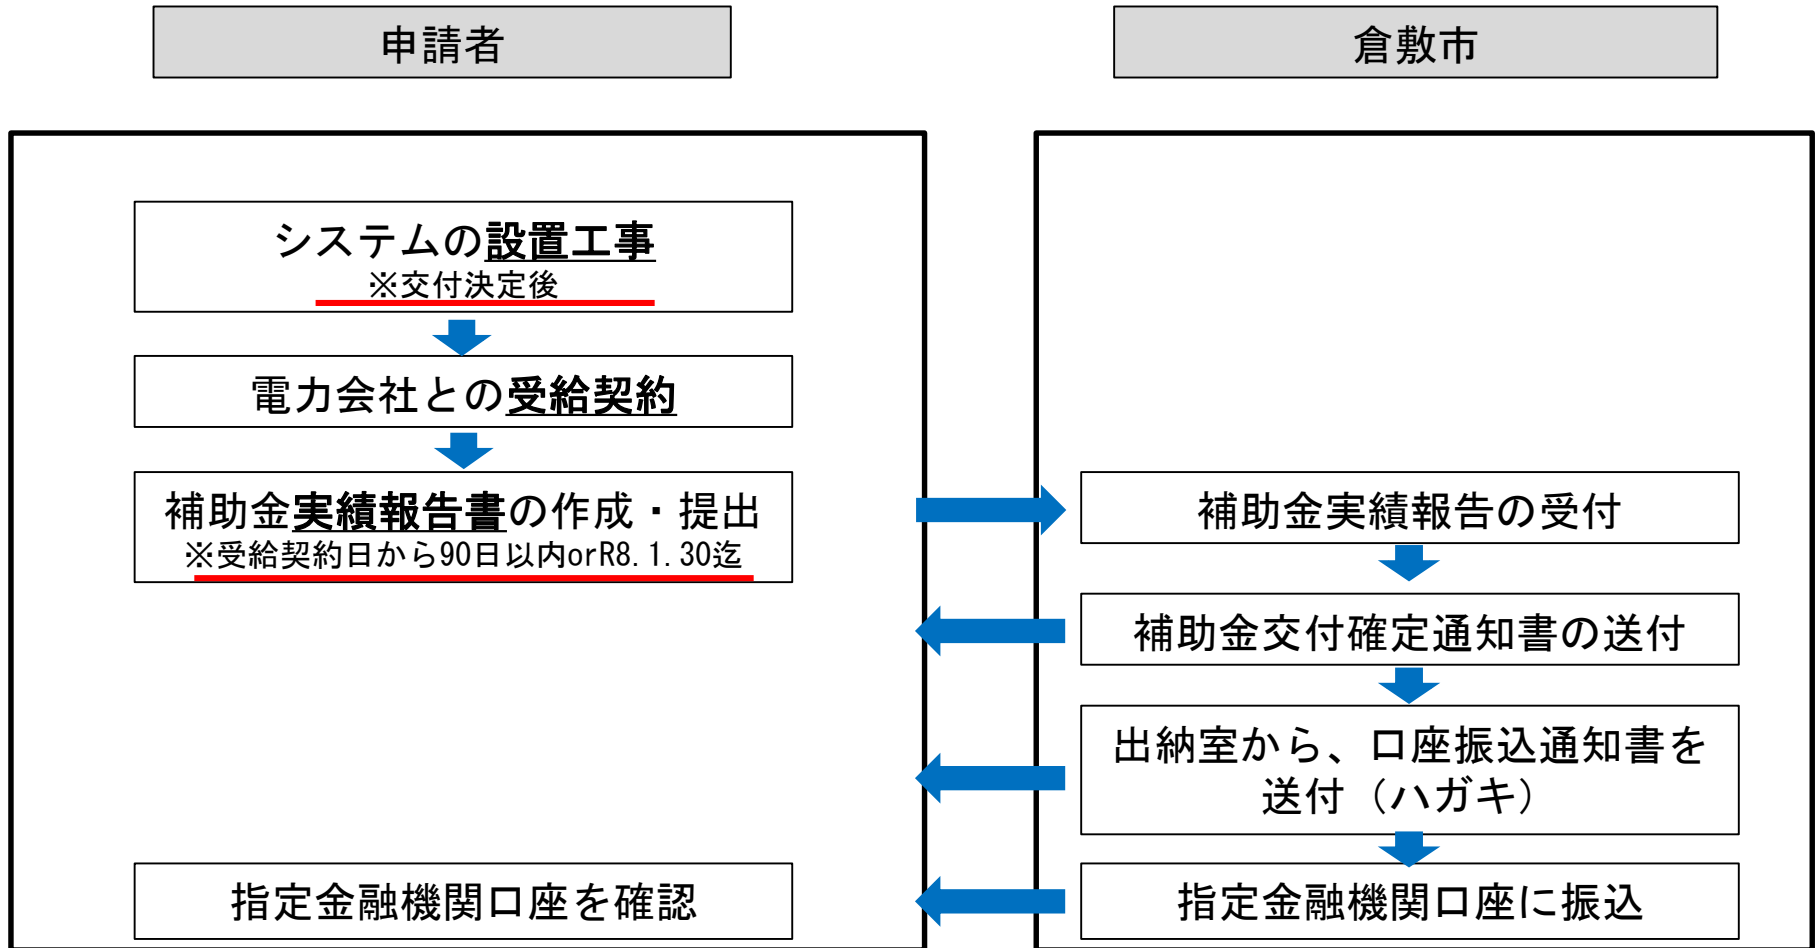 申請者
倉敷市
システムの設置工事
※交付決定後
電力会社との受給契約
補助金実績報告書の作成・提出
※受給契約日から90日以内orR8.1.30迄
補助金実績報告の受付
補助金交付確定通知書の送付
出納室から、口座振込通知書を
送付（ハガキ）
指定金融機関口座を確認
指定金融機関口座に振込